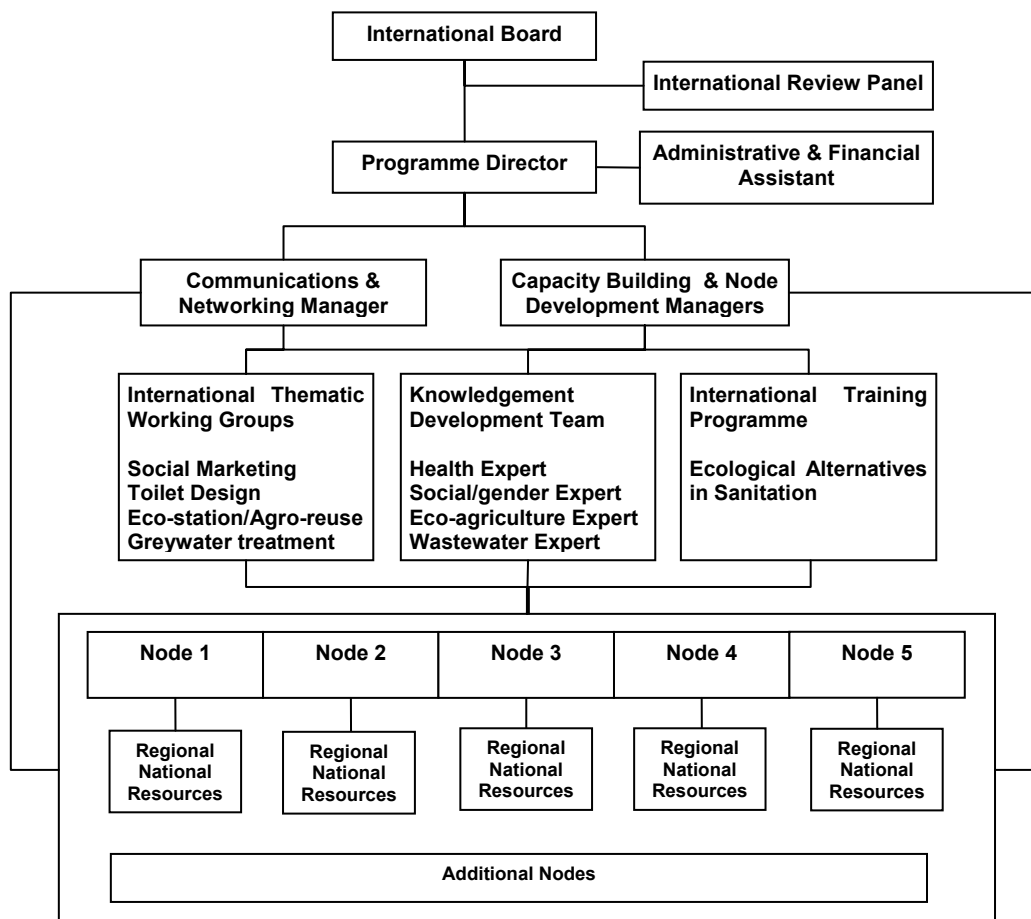 International Board
International Review Panel
Programme Director
Administrative & Financial
Assistant
Communications &
Networking Manager
Capacity Building & Node
Development Managers
International Thematic
Working Groups
Social Marketing
Toilet Design
Eco-station/Agro-reuse
Greywater treatment
Knowledgement
Development Team
Health Expert
Social/gender Expert
Eco-agriculture Expert
Wastewater Expert
International Training
Programme
Ecological Alternatives
in Sanitation
Node 1
Node 2
Node 3
Node 4
Node 5
Regional
National
Resources
Regional
National
Resources
Regional
National
Resources
Regional
National
Resources
Regional
National
Resources
Additional Nodes